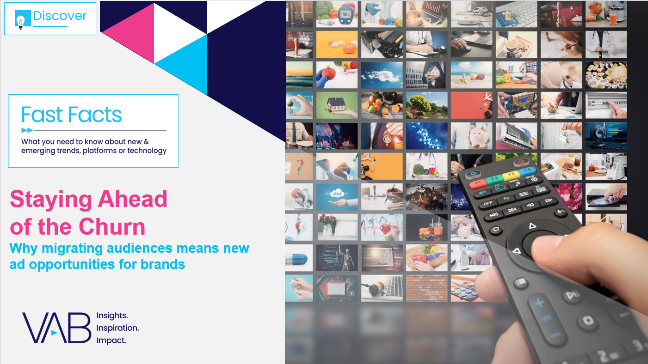 Discover
Fast Facts
What you need to know about new &
emerging trends, platforms or technology
Staying Ahead
of the Churn
Why migrating audiences means new
ad opportunities for brands
VAB
Insights.
Inspiration.
Impact.